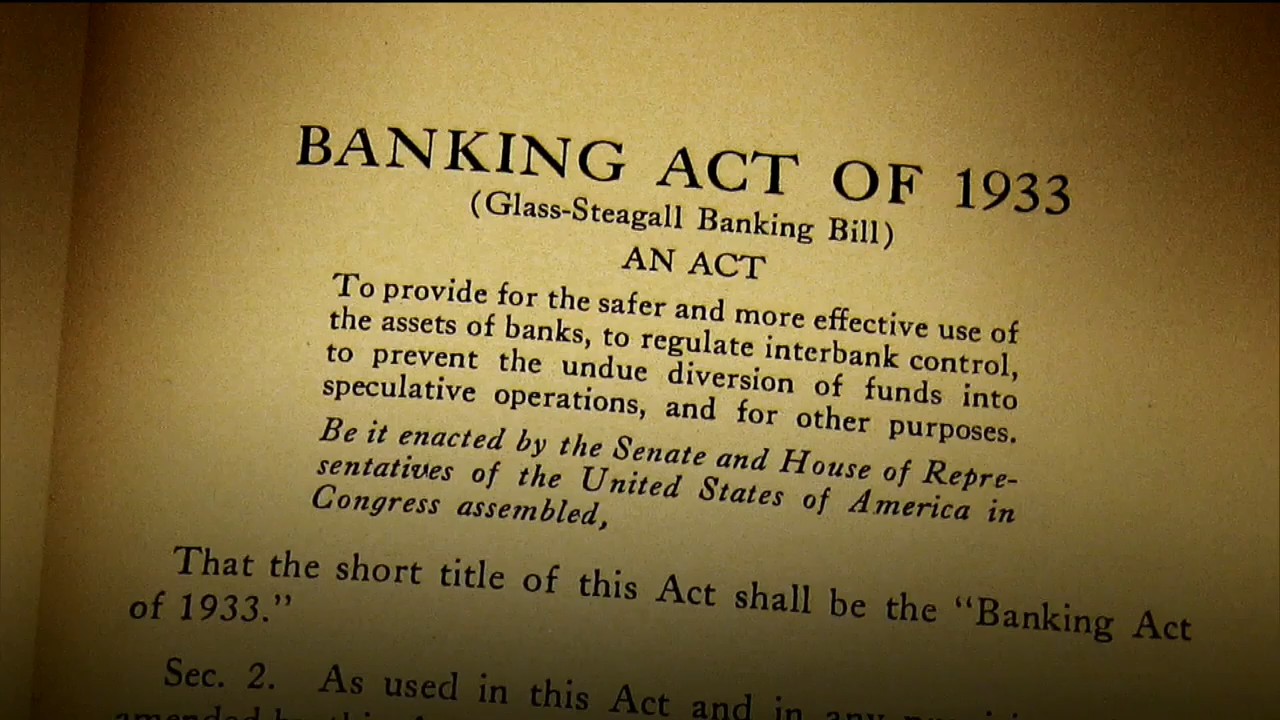 BANKING ACT OF 1933
(Glass-Steagall Banking Bill)
AN ACT
To provide for the safer and more effective use of
the assets of banks, to regulate interbank control,
to prevent the undue diversion of funds into
speculative operations, and for other purposes.
Be it enacted by the Senate and House of Repre-
sentatives of the United States of America in
Congress assembled,
That the short title of this Act shall be the “Banking Act
of 1933.”
Sec. 2. As used in this Act and in any